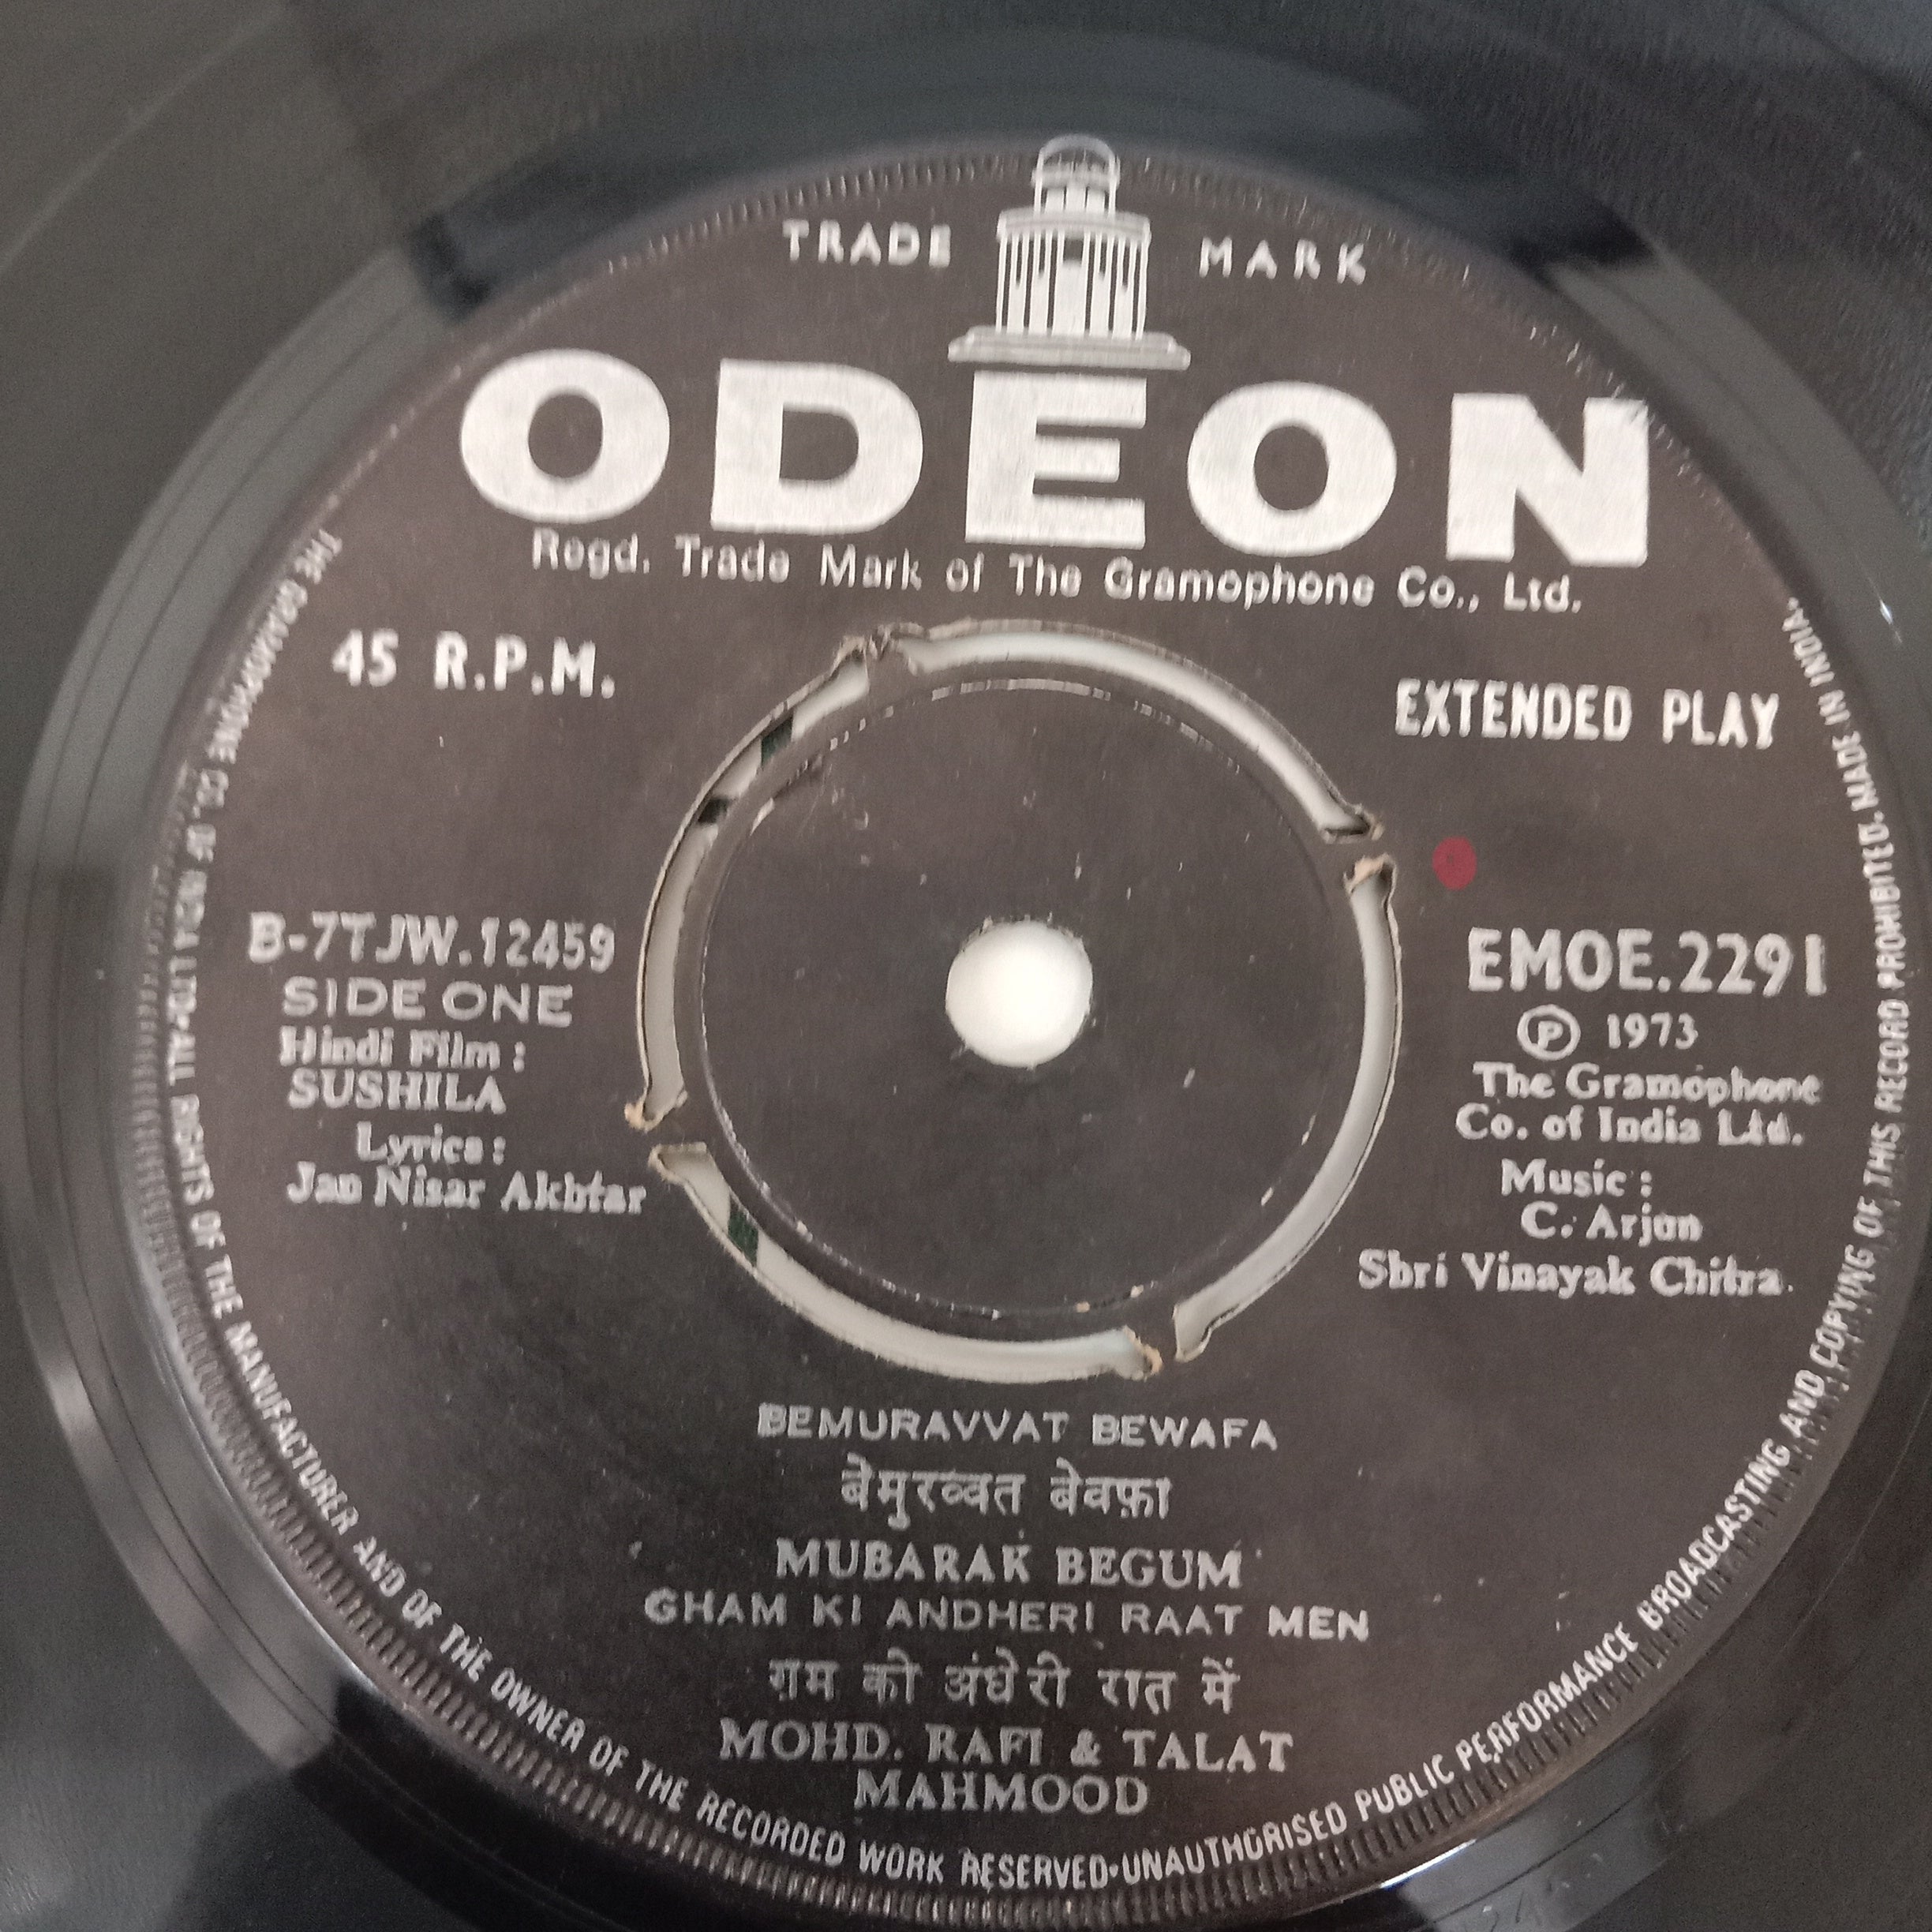 TRADE MARK
ODEON
Regd. Trade Mark of The Gramophone Co., Ltd.
45 R.P.M.
EXTENDED PLAY
B-7TJW.12459
SIDE ONE
Hindi Film :
SUSHILA
Lyrics :
Jan Nisar Akhtar
EMOE.2291
Ⓟ 1973
The Gramophone
Co. of India Ltd.
Music :
C. Arjun
Shri Vinayak Chitra.
BEMURAVVAT BEWAFA
बेमुरव्वत बेवफ़ा
MUBARAK BEGUM
GHAM KI ANDHERI RAAT MEN
ग़म की अंधेरी रात में
MOHD. RAFI & TALAT
MAHMOOD
THE GRAMOPHONE CO. OF INDIA LTD. ALL RIGHTS OF THE MANUFACTURER AND OF THE OWNER OF THE RECORDED WORK RESERVED·UNAUTHORISED PUBLIC PERFORMANCE BROADCASTING AND COPYING OF THIS RECORD PROHIBITED. MADE IN INDIA.